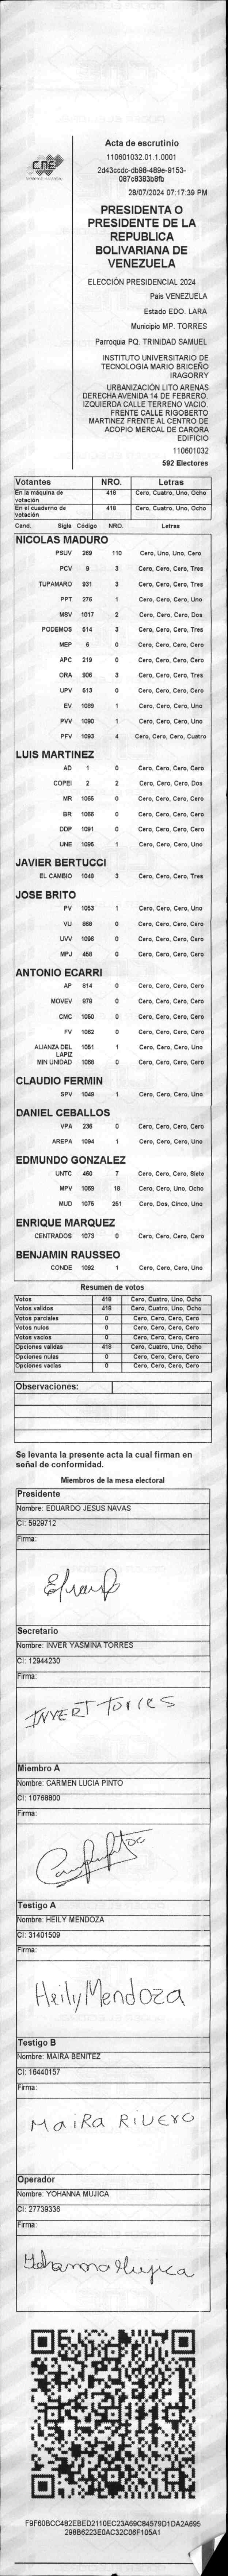 CNE
Acta de escrutinio
110601032.01.1.0001
2d43ccdc-db98-489e-9153-
087c8383b8fb
28/07/2024 07:17:39 PM
PRESIDENTA O
PRESIDENTE DE LA
REPUBLICA
BOLIVARIANA DE
VENEZUELA
ELECCIÓN PRESIDENCIAL 2024
Pais VENEZUELA
Estado EDO. LARA
Municipio MP. TORRES
Parroquia PQ. TRINIDAD SAMUEL
INSTITUTO UNIVERSITARIO DE
TECNOLOGIA MARIO BRICEÑO
IRAGORRY
URBANIZACIÓN LITO ARENAS
DERECHA AVENIDA 14 DE FEBRERO.
IZQUIERDA CALLE TERRENO VACIO.
FRENTE CALLE RIGOBERTO
MARTINEZ FRENTE AL CENTRO DE
ACOPIO MERCAL DE CARORA
EDIFICIO
110601032
592 Electores
Votantes NRO. Letras
En la máquina de votación 418 Cero, Cuatro, Uno, Ocho
En el cuaderno de votación 418 Cero, Cuatro, Uno, Ocho
Cand. Sigla Código NRO. Letras
NICOLAS MADURO
PSUV 269 110 Cero, Uno, Uno, Cero
PCV 9 3 Cero, Cero, Cero, Tres
TUPAMARO 931 3 Cero, Cero, Cero, Tres
PPT 276 1 Cero, Cero, Cero, Uno
MSV 1017 2 Cero, Cero, Cero, Dos
PODEMOS 514 3 Cero, Cero, Cero, Tres
MEP 6 0 Cero, Cero, Cero, Cero
APC 219 0 Cero, Cero, Cero, Cero
ORA 906 3 Cero, Cero, Cero, Tres
UPV 513 0 Cero, Cero, Cero, Cero
EV 1089 1 Cero, Cero, Cero, Uno
PVV 1090 1 Cero, Cero, Cero, Uno
PFV 1093 4 Cero, Cero, Cero, Cuatro
LUIS MARTINEZ
AD 1 0 Cero, Cero, Cero, Cero
COPEI 2 2 Cero, Cero, Cero, Dos
MR 1065 0 Cero, Cero, Cero, Cero
BR 1066 0 Cero, Cero, Cero, Cero
DDP 1091 0 Cero, Cero, Cero, Cero
UNE 1095 1 Cero, Cero, Cero, Uno
JAVIER BERTUCCI
EL CAMBIO 1048 3 Cero, Cero, Cero, Tres
JOSE BRITO
PV 1053 1 Cero, Cero, Cero, Uno
VU 868 0 Cero, Cero, Cero, Cero
UVV 1096 0 Cero, Cero, Cero, Cero
MPJ 458 0 Cero, Cero, Cero, Cero
ANTONIO ECARRI
AP 814 0 Cero, Cero, Cero, Cero
MOVEV 979 0 Cero, Cero, Cero, Cero
CMC 1050 0 Cero, Cero, Cero, Cero
FV 1062 0 Cero, Cero, Cero, Cero
ALIANZA DEL LAPIZ 1051 1 Cero, Cero, Cero, Uno
MIN UNIDAD 1068 0 Cero, Cero, Cero, Cero
CLAUDIO FERMIN
SPV 1049 1 Cero, Cero, Cero, Uno
DANIEL CEBALLOS
VPA 236 0 Cero, Cero, Cero, Cero
AREPA 1094 1 Cero, Cero, Cero, Uno
EDMUNDO GONZALEZ
UNTC 460 7 Cero, Cero, Cero, Siete
MPV 1069 18 Cero, Cero, Uno, Ocho
MUD 1075 251 Cero, Dos, Cinco, Uno
ENRIQUE MARQUEZ
CENTRADOS 1073 0 Cero, Cero, Cero, Cero
BENJAMIN RAUSSEO
CONDE 1092 1 Cero, Cero, Cero, Uno
Resumen de votos
Votos 418 Cero, Cuatro, Uno, Ocho
Votos validos 418 Cero, Cuatro, Uno, Ocho
Votos parciales 0 Cero, Cero, Cero, Cero
Votos nulos 0 Cero, Cero, Cero, Cero
Votos vacíos 0 Cero, Cero, Cero, Cero
Opciones validas 418 Cero, Cuatro, Uno, Ocho
Opciones nulas 0 Cero, Cero, Cero, Cero
Opciones vacías 0 Cero, Cero, Cero, Cero
Observaciones:
Se levanta la presente acta la cual firman en
señal de conformidad.
Miembros de la mesa electoral
Presidente
Nombre: EDUARDO JESUS NAVAS
CI: 5929712
Firma:
Secretario
Nombre: INVER YASMINA TORRES
CI: 12944230
Firma:
INVERT Torres
Miembro A
Nombre: CARMEN LUCIA PINTO
CI: 10768800
Firma:
Testigo A
Nombre: HEILY MENDOZA
CI: 31401509
Firma:
Heily Mendoza
Testigo B
Nombre: MAIRA BENITEZ
CI: 16440157
Firma:
MaiRa RiVERO
Operador
Nombre: YOHANNA MUJICA
CI: 27739336
Firma:
Yohanna Mujica
F9F60BCC482EBED2110EC23A69C84579D1DA2A695
298B6223E0AC32C06F105A1